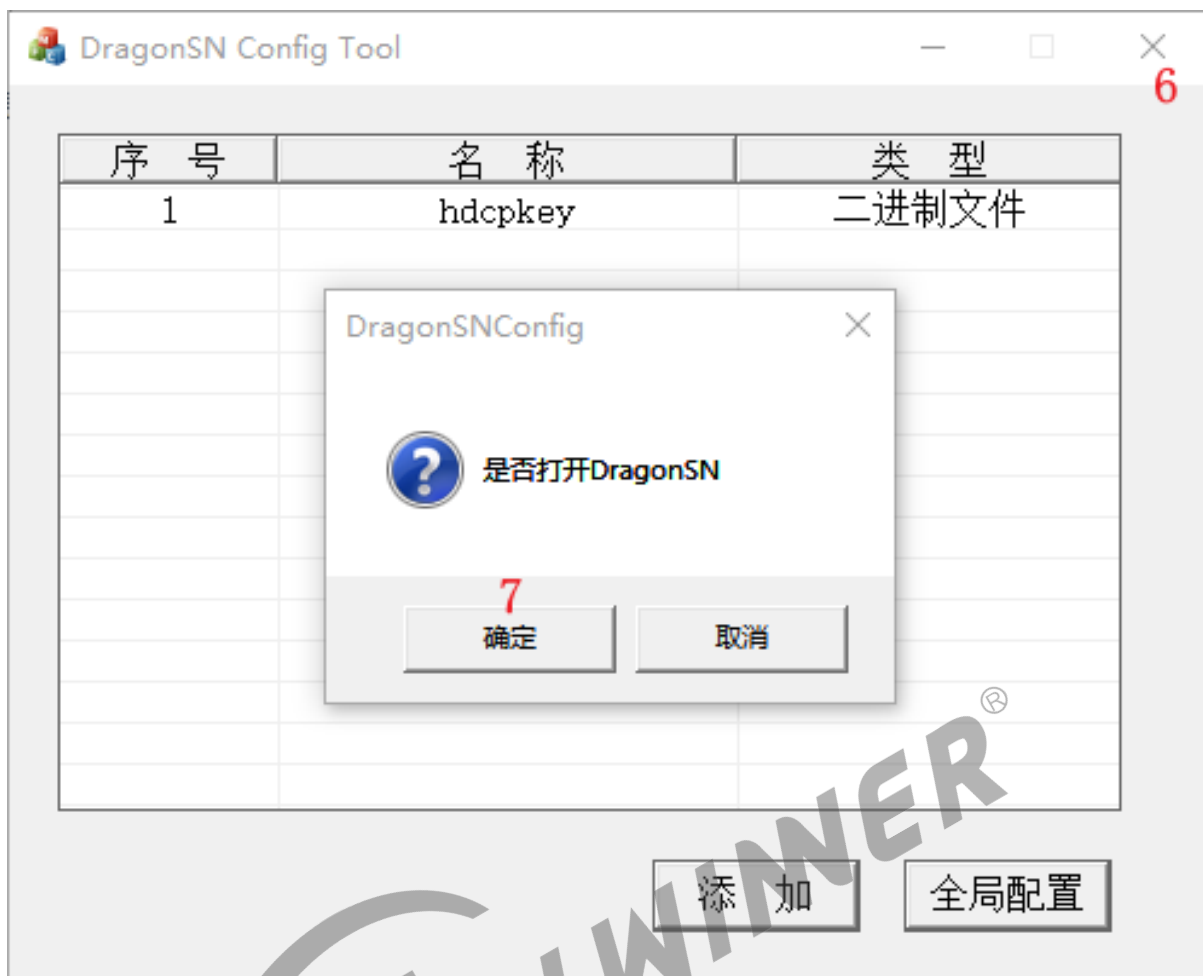 DragonSN Config Tool
6
序 号 名 称 类 型
1 hdcpkey 二进制文件
DragonSNConfig
是否打开DragonSN
7
确定 取消
添 加 全局配置